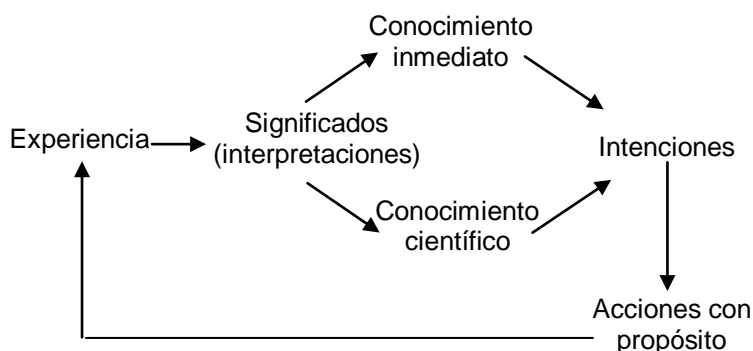 Conocimiento
inmediato
Experiencia
Significados
(interpretaciones)
Intenciones
Conocimiento
científico
Acciones con
propósito